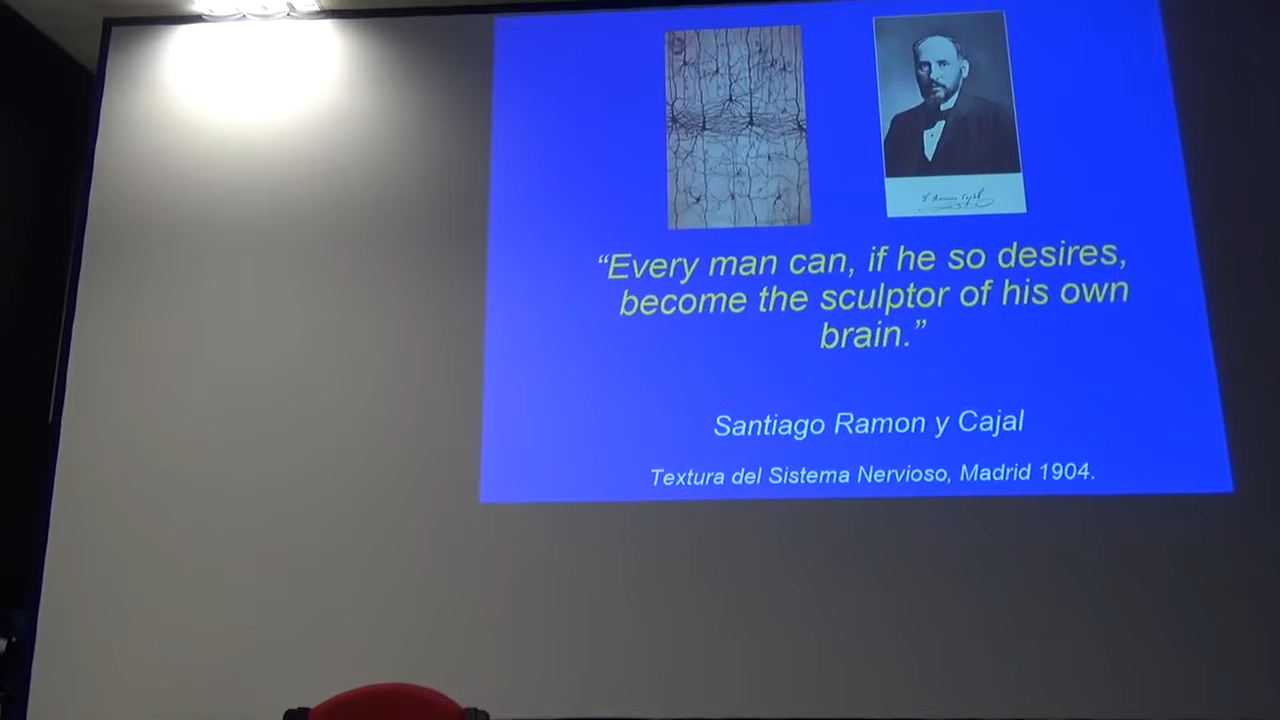 “Every man can, if he so desires,
become the sculptor of his own
brain.”
Santiago Ramon y Cajal
Textura del Sistema Nervioso, Madrid 1904.